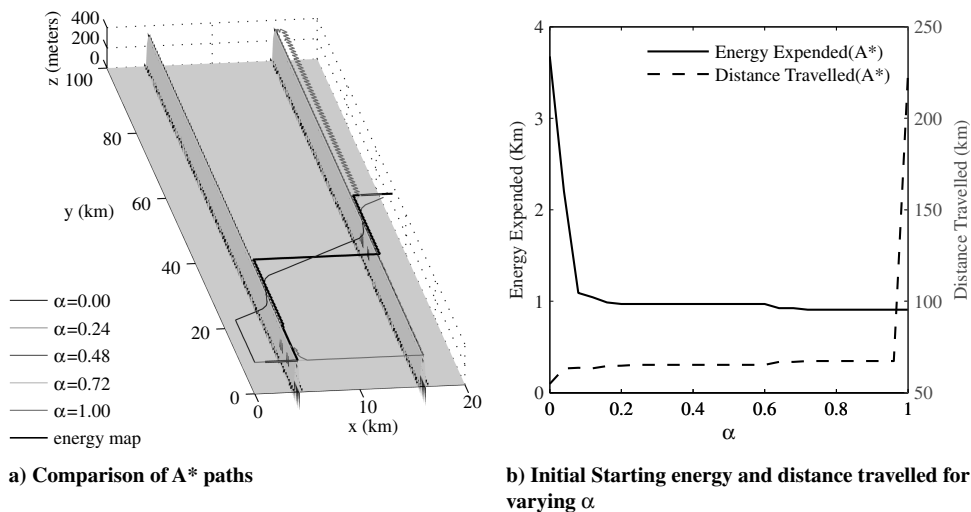 400
200
0
100
80
60
40
20
0
z (meters)
y (km)
0
10
20
x (km)
α=0.00
α=0.24
α=0.48
α=0.72
α=1.00
energy map
a) Comparison of A* paths
4
3
2
1
0
Energy Expended (Km)
Energy Expended(A*)
Distance Travelled(A*)
250
200
150
100
50
Distance Travelled (km)
0
0.2
0.4
0.6
0.8
1
α
b) Initial Starting energy and distance travelled for
varying α